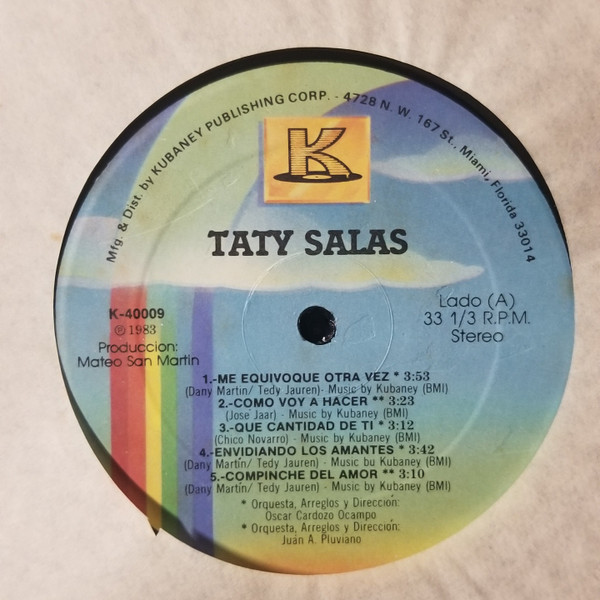 Mfg. & Dist. by KUBANEY PUBLISHING CORP. - 4728 N. W. 167 St., Miami, Florida 33014
K
TATY SALAS
K-40009
℗ 1983
Produccion:
Mateo San Martin
Lado (A)
33 1/3 R.P.M.
Stereo
1.-ME EQUIVOQUE OTRA VEZ * 3:53
(Dany Martin/ Tedy Jauren)- Music by Kubaney (BMI)
2.-COMO VOY A HACER ** 3:23
(Jose Jaar) - Music by Kubaney (BMI)
3.-QUE CANTIDAD DE TI * 3:12
(Chico Novarro) - Music by Kubaney (BMI)
4.-ENVIDIANDO LOS AMANTES * 3:42
(Dany Martín/ Tedy Jauren) - Music bu Kubaney (BMI)
5.-COMPINCHE DEL AMOR ** 3:10
(Dany Martín/ Tedy Jauren) - Music by Kubaney (BMI)
* Orquesta, Arreglos y Dirección:
Oscar Cardozo Ocampo
* Orquesta, Arreglos y Dirección:
Juán A. Pluviano